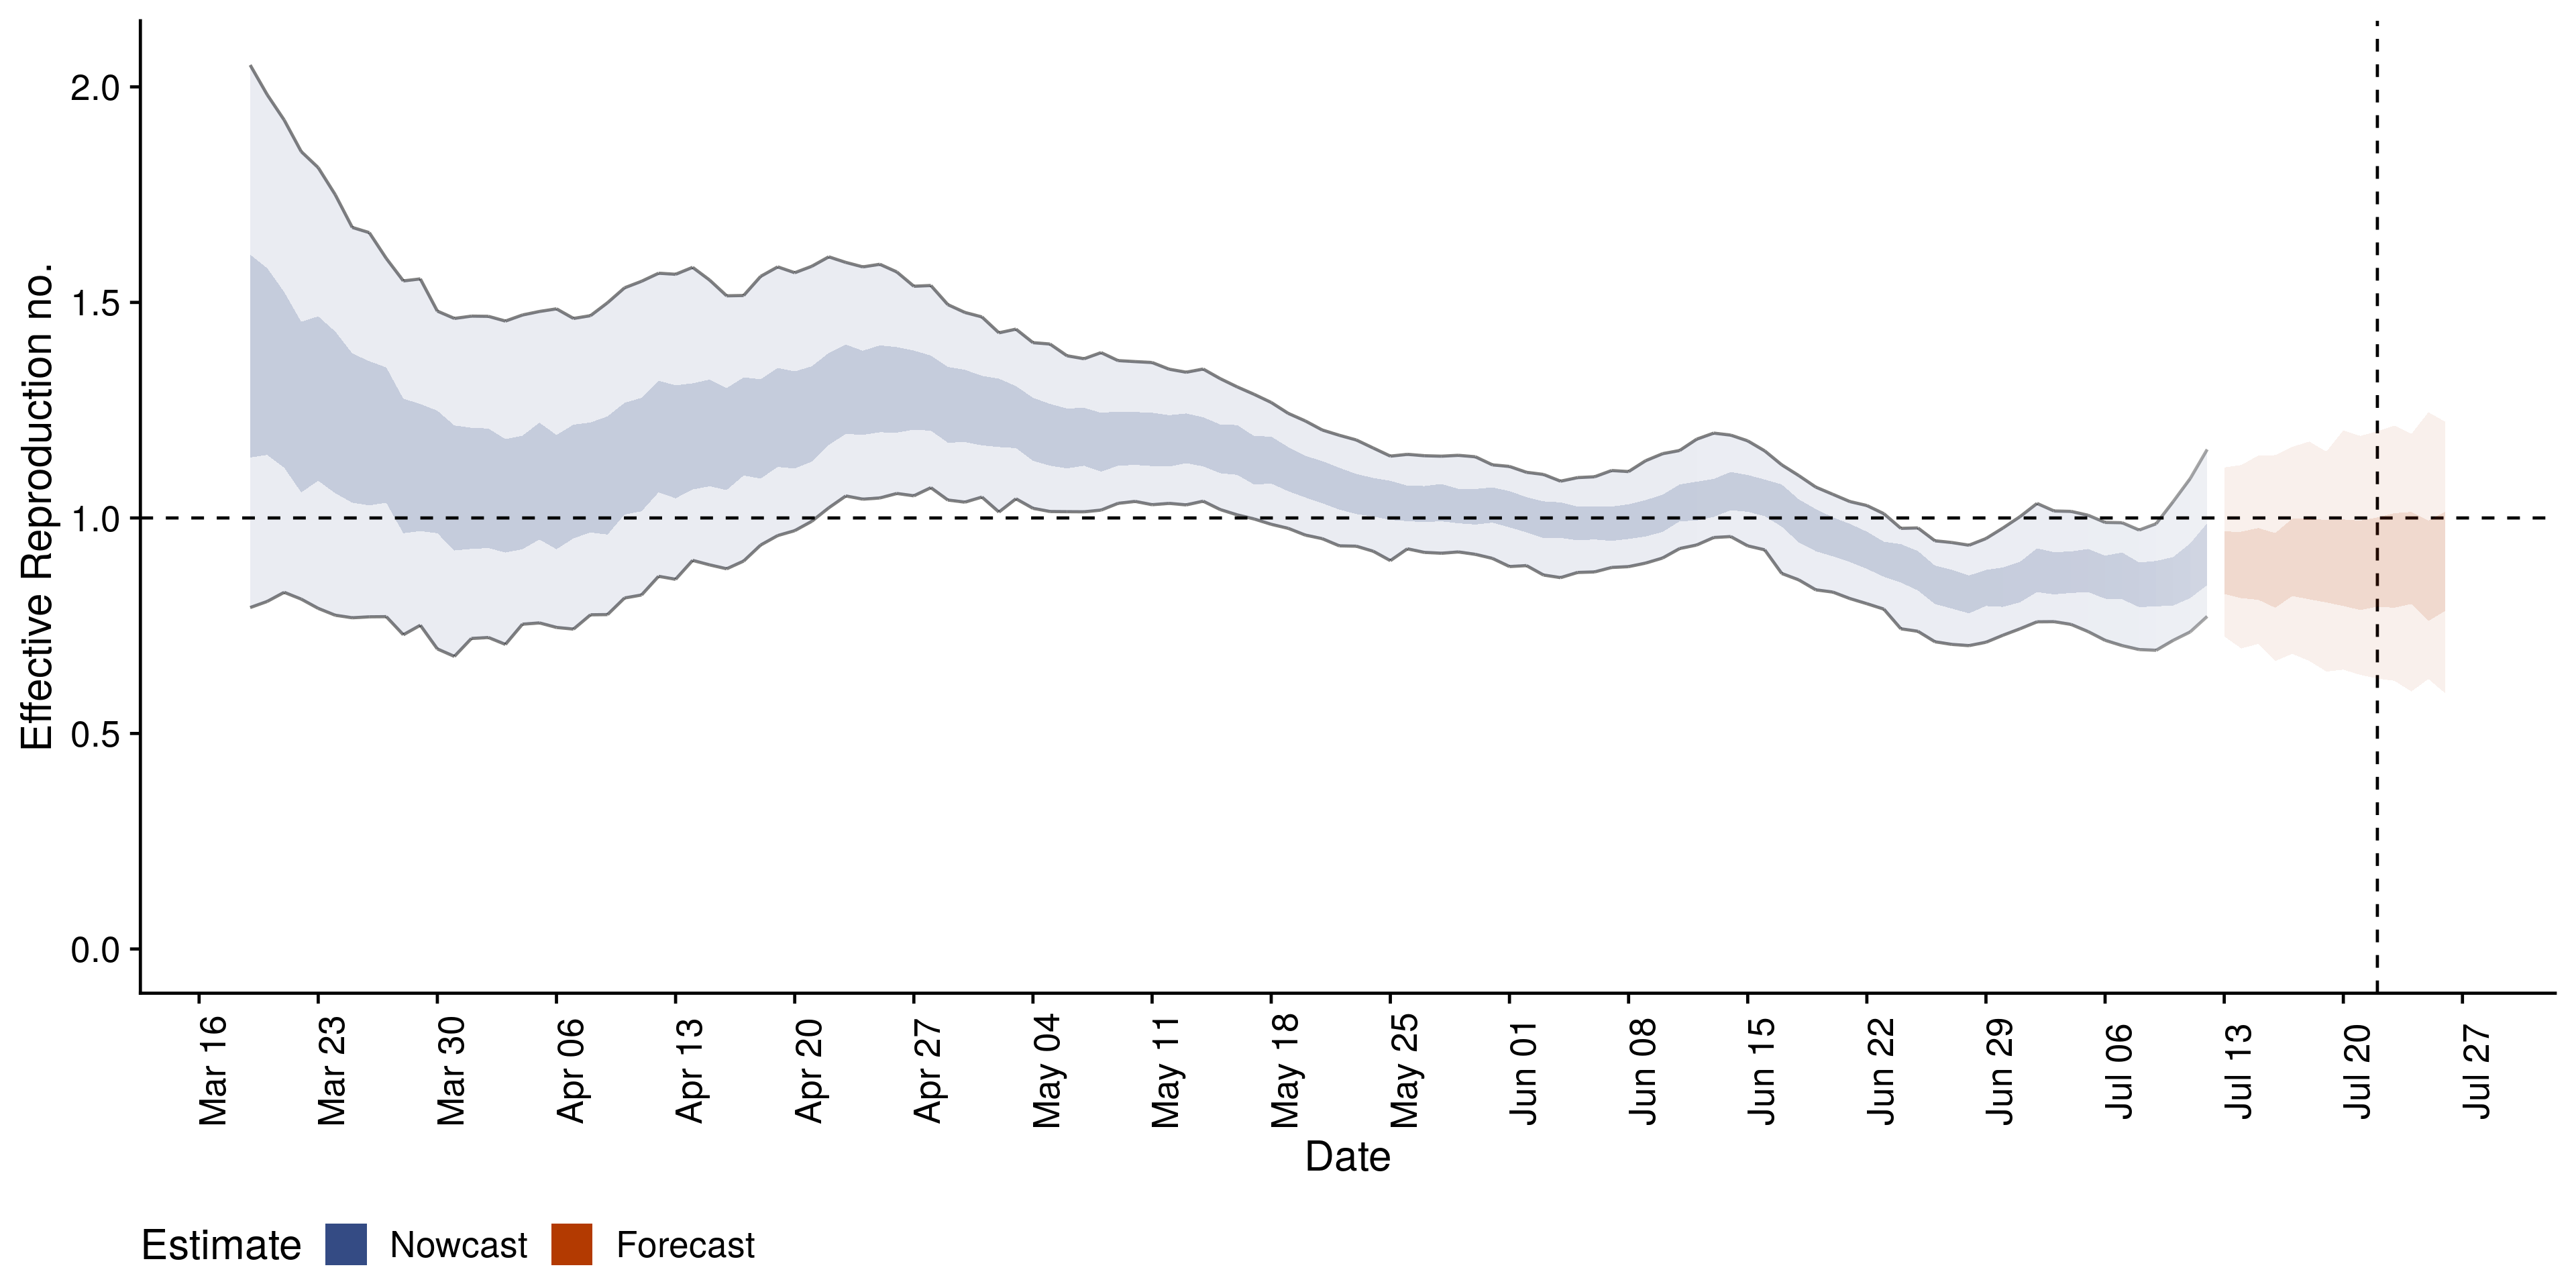 Effective Reproduction no.
2.0
1.5
1.0
0.5
0.0
Mar 16
Mar 23
Mar 30
Apr 06
Apr 13
Apr 20
Apr 27
May 04
May 11
May 18
May 25
Jun 01
Jun 08
Jun 15
Jun 22
Jun 29
Jul 06
Jul 13
Jul 20
Jul 27
Date
Estimate Nowcast Forecast